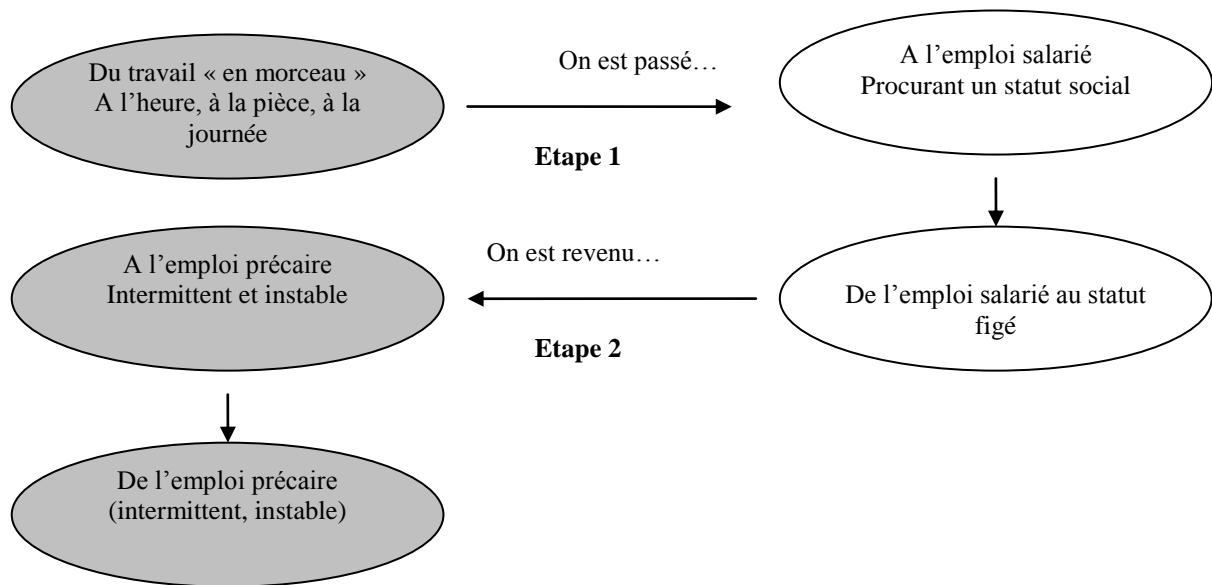 Du travail « en morceau »
A l’heure, à la pièce, à la
journée
On est passé…
Etape 1
A l’emploi salarié
Procurant un statut social
De l’emploi salarié au statut
figé
On est revenu…
Etape 2
A l’emploi précaire
Intermittent et instable
De l’emploi précaire
(intermittent, instable)